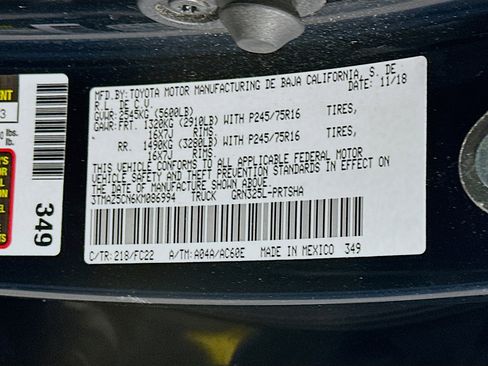 MFD. BY: TOYOTA MOTOR MANUFACTURING DE BAJA CALIFORNIA, S. DE
R.L. DE C.V. DATE: 11/18
GVWR: 2545KG (5600LB)
GAWR: FRT. 1320KG (2910LB) WITH P245/75R16 TIRES,
16X7J RIMS,
RR. 1490KG (3280LB) WITH P245/75R16 TIRES,
16X7J RIMS,
THIS VEHICLE CONFORMS TO ALL APPLICABLE FEDERAL MOTOR
VEHICLE SAFETY AND THEFT PREVENTION STANDARDS IN EFFECT ON
THE DATE OF MANUFACTURE SHOWN ABOVE
3TMAZ5CN6KM086994 TRUCK GRN325L-PRTSHA
C/TR:218/FC22 A/TM:A04A/AC60E MADE IN MEXICO 349
349